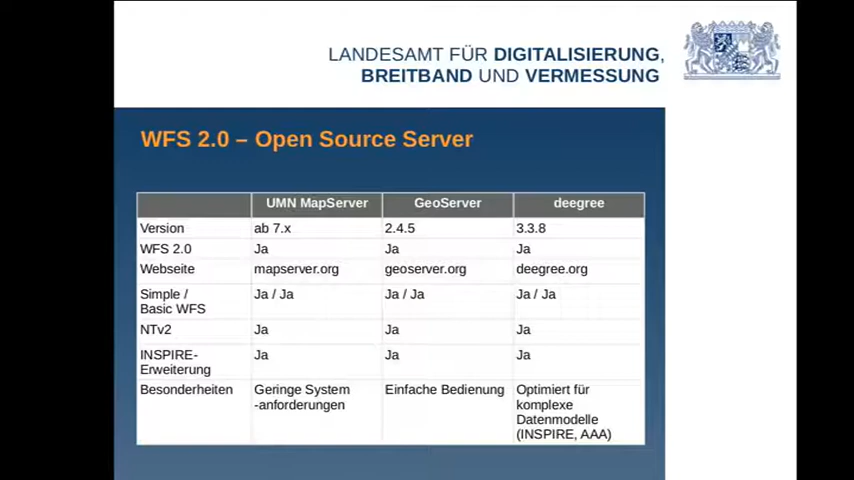 LANDESAMT FÜR DIGITALISIERUNG,
BREITBAND UND VERMESSUNG
WFS 2.0 – Open Source Server
UMN MapServer GeoServer deegree
Version ab 7.x 2.4.5 3.3.8
WFS 2.0 Ja Ja Ja
Webseite mapserver.org geoserver.org deegree.org
Simple / Ja / Ja Ja / Ja Ja / Ja
Basic WFS
NTv2 Ja Ja Ja
INSPIRE- Ja Ja Ja
Erweiterung
Besonderheiten Geringe System Einfache Bedienung Optimiert für
-anforderungen komplexe
Datenmodelle
(INSPIRE, AAA)